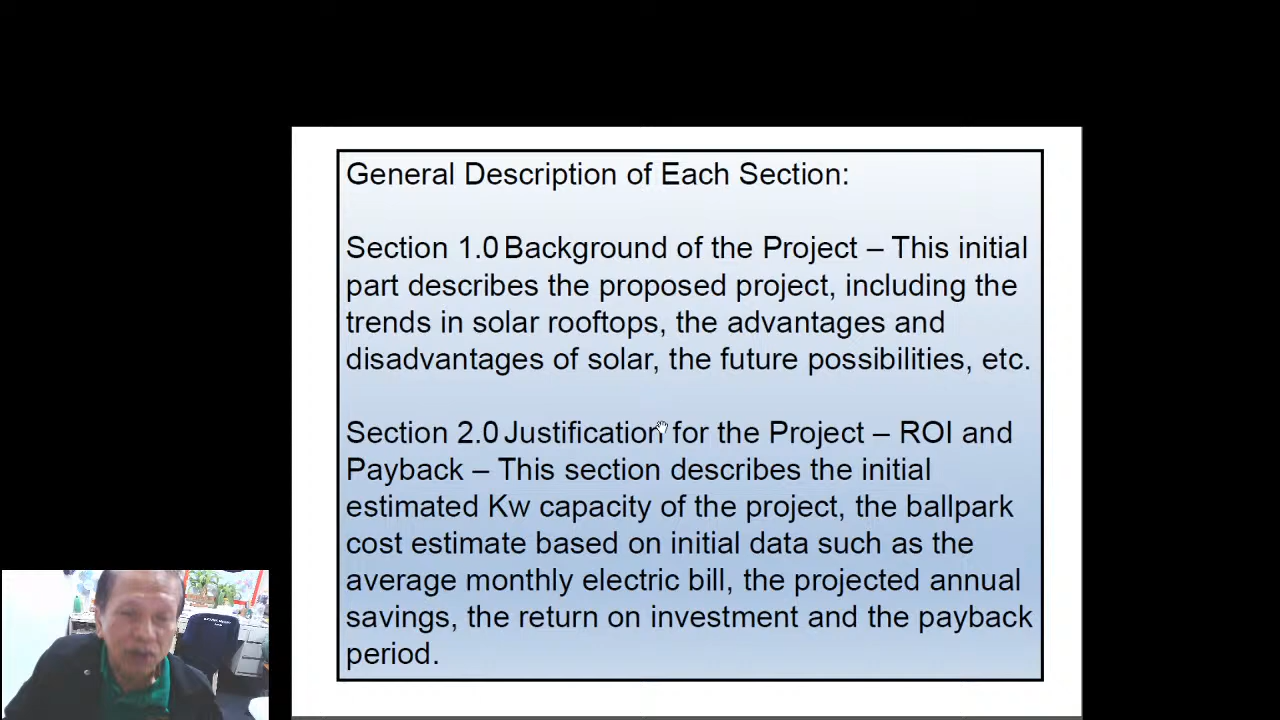 General Description of Each Section:
Section 1.0 Background of the Project – This initial
part describes the proposed project, including the
trends in solar rooftops, the advantages and
disadvantages of solar, the future possibilities, etc.
Section 2.0 Justification for the Project – ROI and
Payback – This section describes the initial
estimated Kw capacity of the project, the ballpark
cost estimate based on initial data such as the
average monthly electric bill, the projected annual
savings, the return on investment and the payback
period.